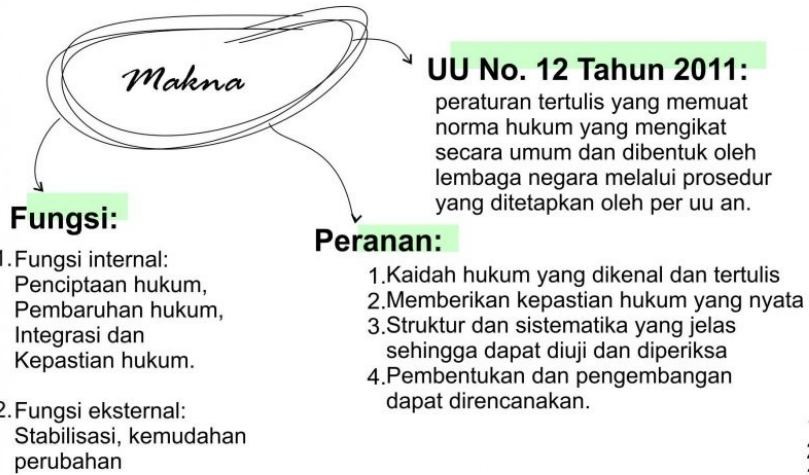 Makna
UU No. 12 Tahun 2011:
peraturan tertulis yang memuat
norma hukum yang mengikat
secara umum dan dibentuk oleh
lembaga negara melalui prosedur
yang ditetapkan oleh per uu an.
Fungsi:
1.Fungsi internal:
Penciptaan hukum,
Pembaruhan hukum,
Integrasi dan
Kepastian hukum.
2.Fungsi eksternal:
Stabilisasi, kemudahan
perubahan
Peranan:
1.Kaidah hukum yang dikenal dan tertulis
2.Memberikan kepastian hukum yang nyata
3.Struktur dan sistematika yang jelas
sehingga dapat diuji dan diperiksa
4.Pembentukan dan pengembangan
dapat direncanakan.